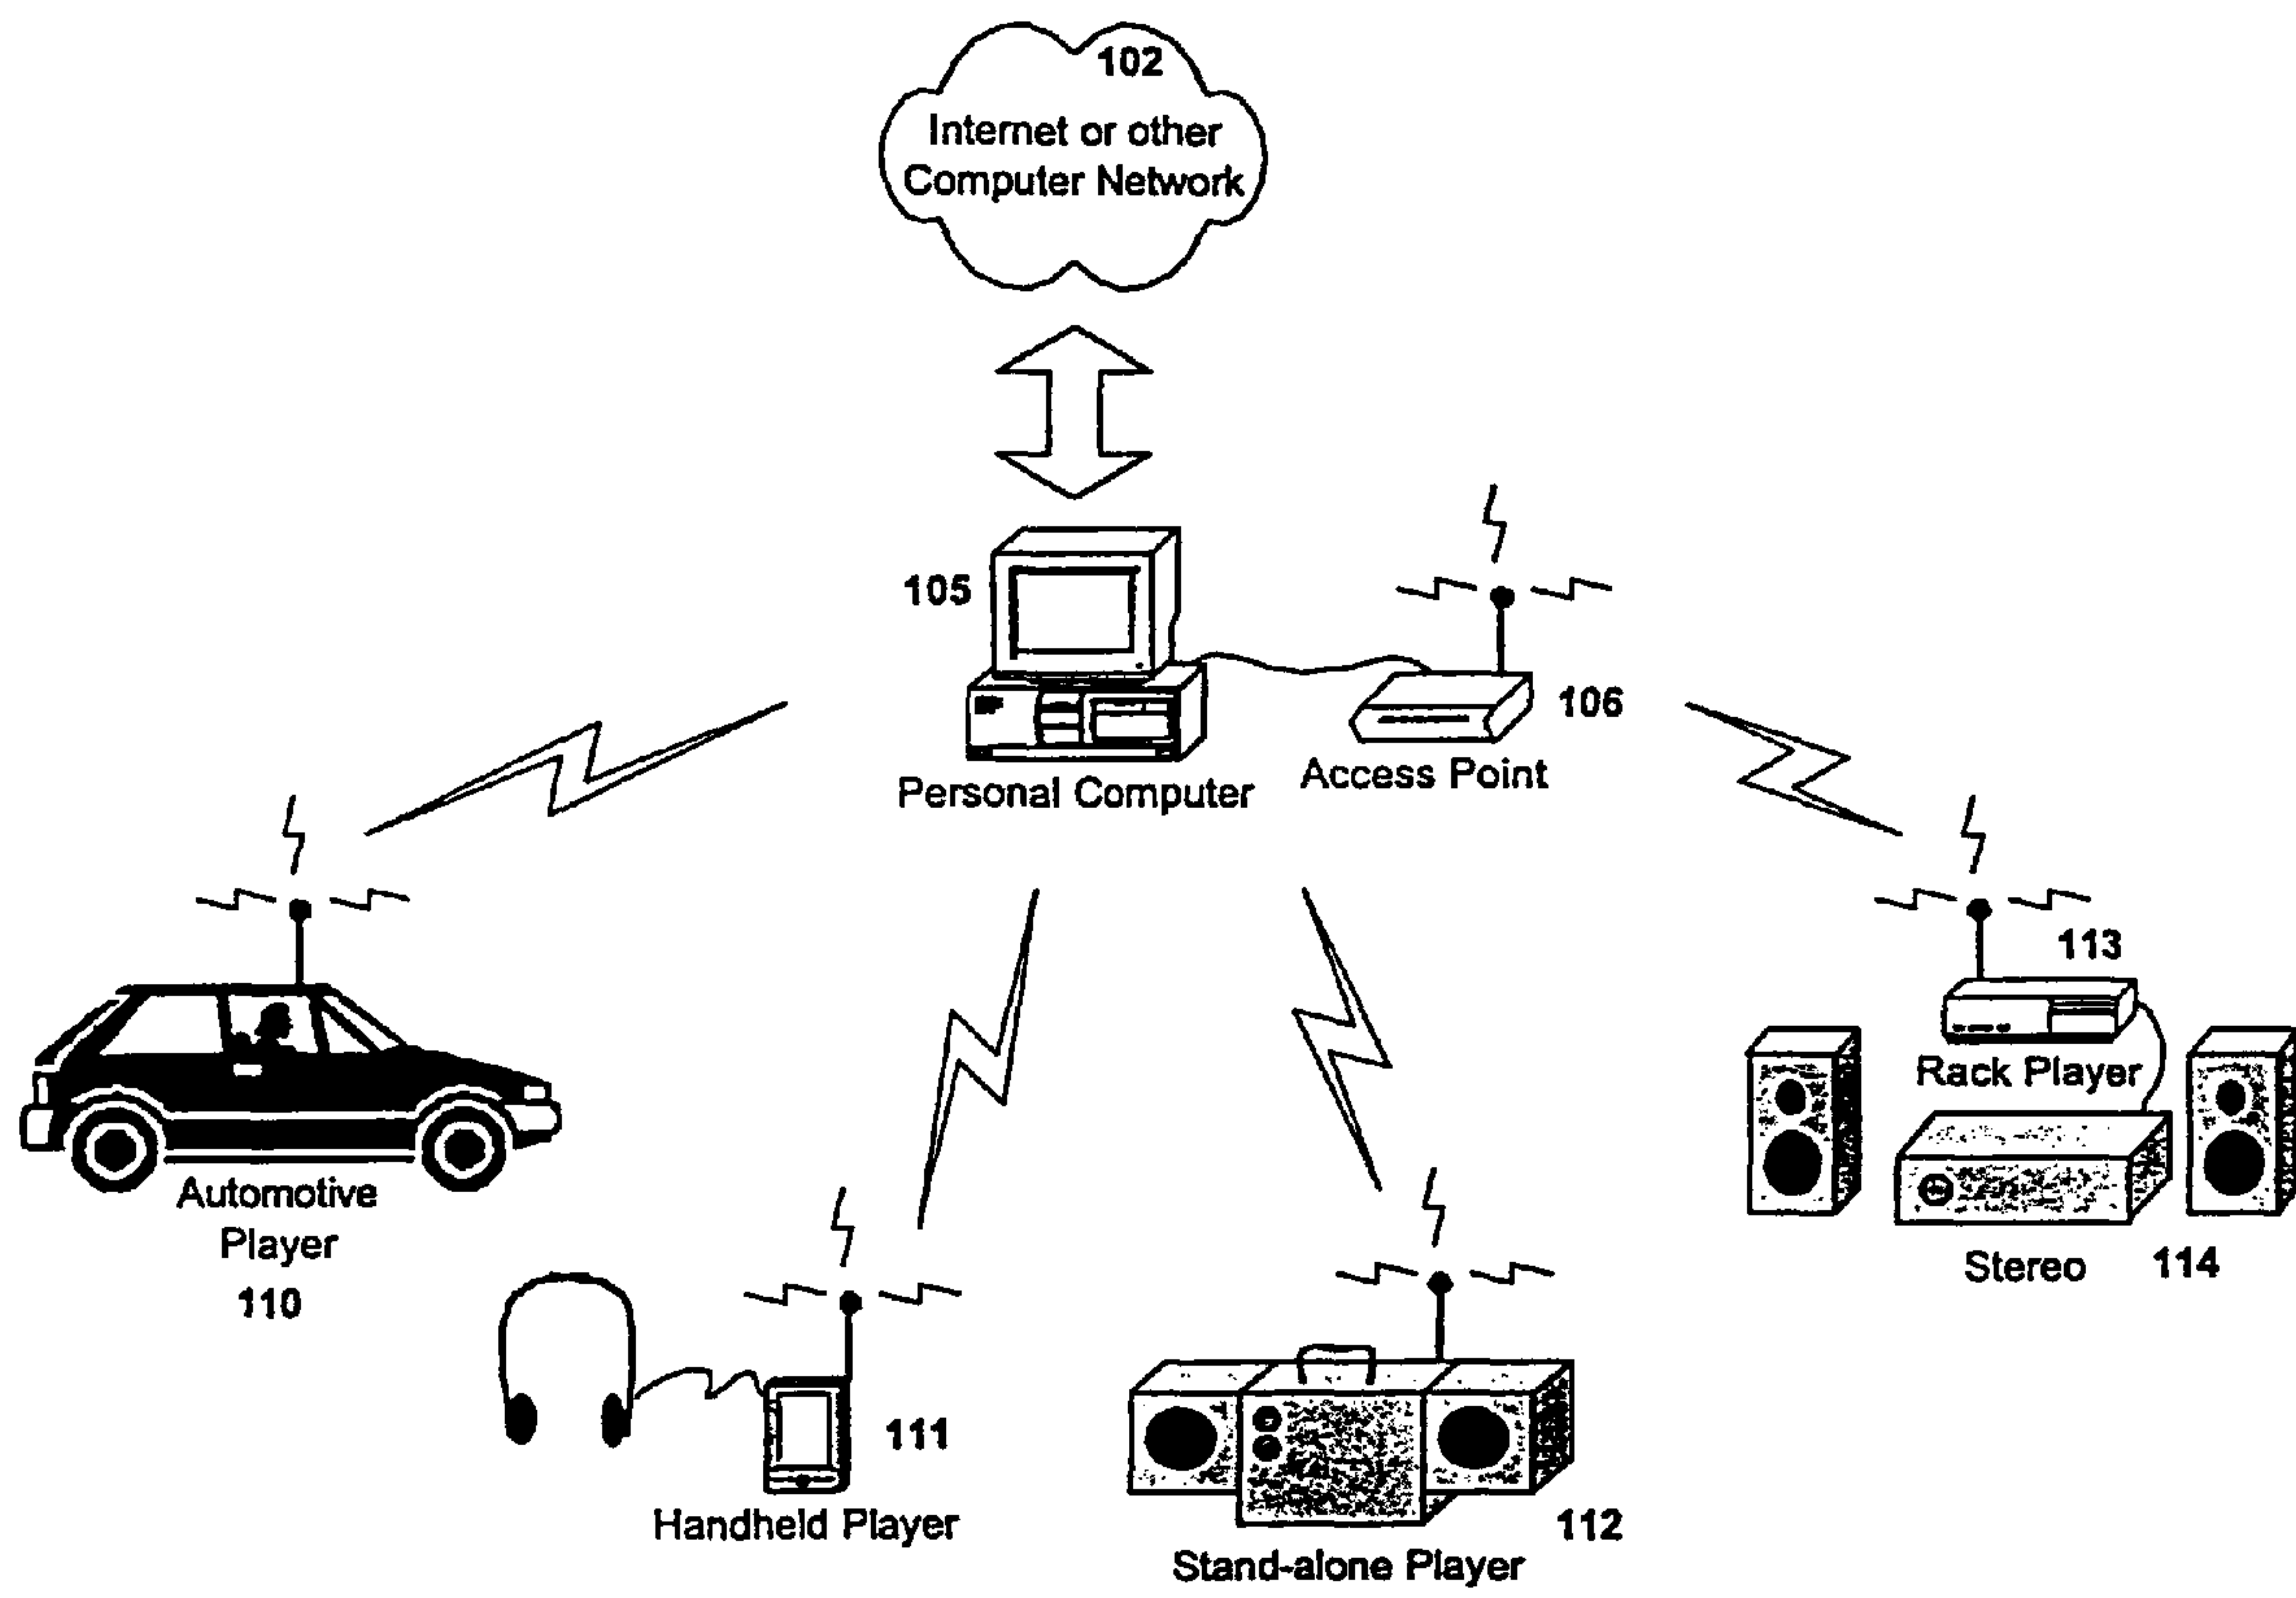 102
Internet or other
Computer Network
105
106
Personal Computer
Access Point
113
Rack Player
Automotive
Player
110
Stereo
114
111
Handheld Player
112
Stand-alone Player